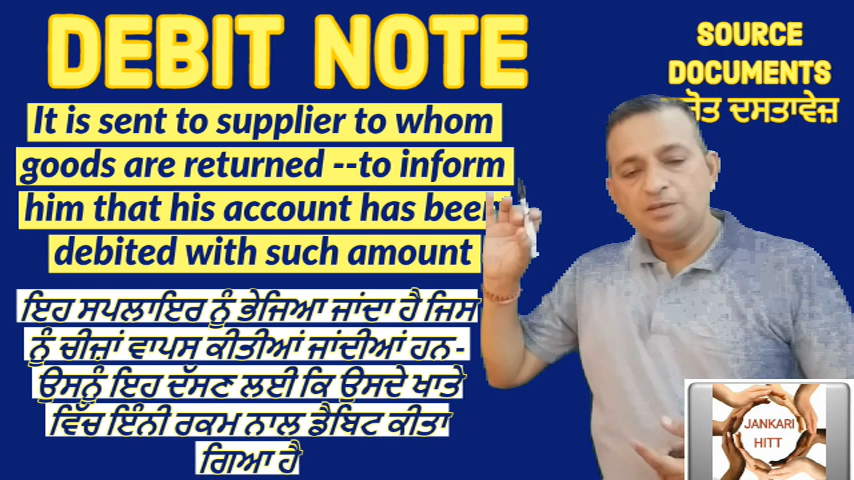 DEBIT NOTE
It is sent to supplier to whom
goods are returned --to inform
him that his account has been
debited with such amount
ਇਹ ਸਪਲਾਇਰ ਨੂੰ ਭੇਜਿਆ ਜਾਂਦਾ ਹੈ ਜਿਸ
ਨੂੰ ਚੀਜ਼ਾਂ ਵਾਪਸ ਕੀਤੀਆਂ ਜਾਂਦੀਆਂ ਹਨ-
ਉਸਨੂੰ ਇਹ ਦੱਸਣ ਲਈ ਕਿ ਉਸਦੇ ਖਾਤੇ
ਵਿੱਚ ਇੰਨੀ ਰਕਮ ਨਾਲ ਡੈਬਿਟ ਕੀਤਾ
ਗਿਆ ਹੈ
SOURCE
DOCUMENTS
ਦਸਤਾਵੇਜ਼
JANKARI
HITT